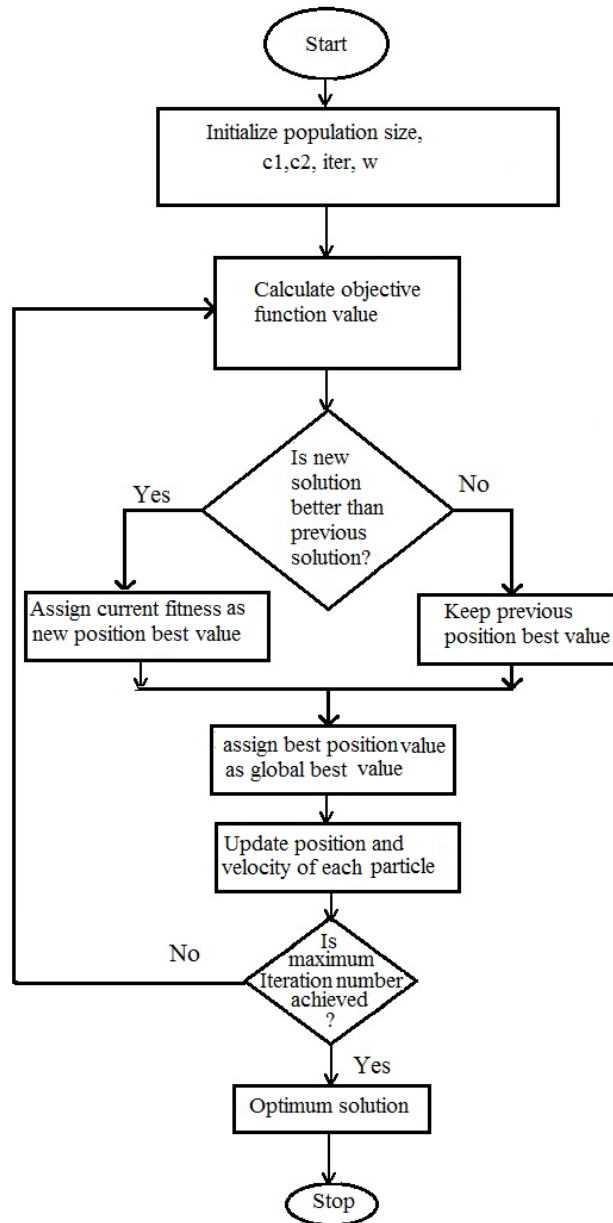 Start
Initialize population size,
c1,c2, iter, w
Calculate objective
function value
Is new
solution
better than
previous
solution?
Yes
No
Assign current fitness as
new position best value
Keep previous
position best value
assign best position value
as global best value
Update position and
velocity of each particle
Is
maximum
Iteration number
achieved
?
No
Yes
Optimum solution
Stop